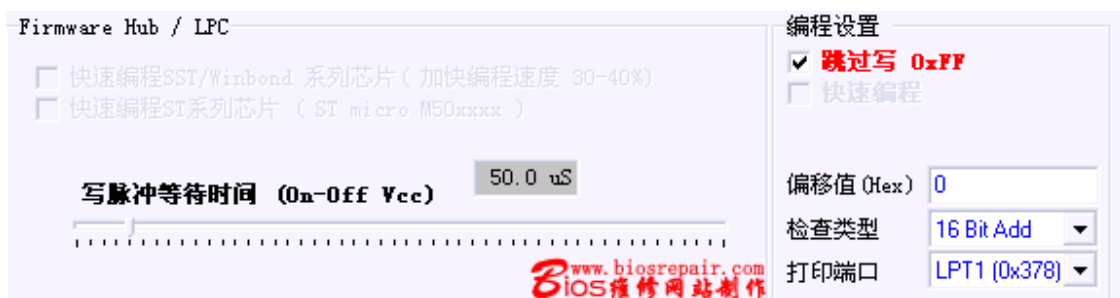 Firmware Hub / LPC
快速编程SST/Winbond 系列芯片( 加快编程速度 30-40%)
快速编程ST系列芯片 ( ST micro M50xxxx )
写脉冲等待时间 (On-Off Vcc)
50.0 uS
编程设置
跳过写 0xFF
快速编程
偏移值(Hex) 0
检查类型 16 Bit Add
打印端口 LPT1 (0x378)
www.biosrepair.com
Bios维修网站制作